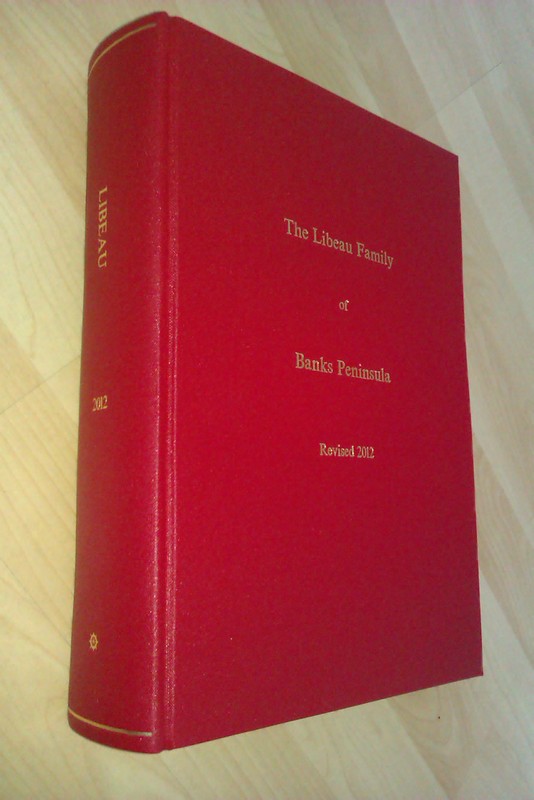 LIBEAU
2012
The Libeau Family
of
Banks Peninsula
Revised 2012